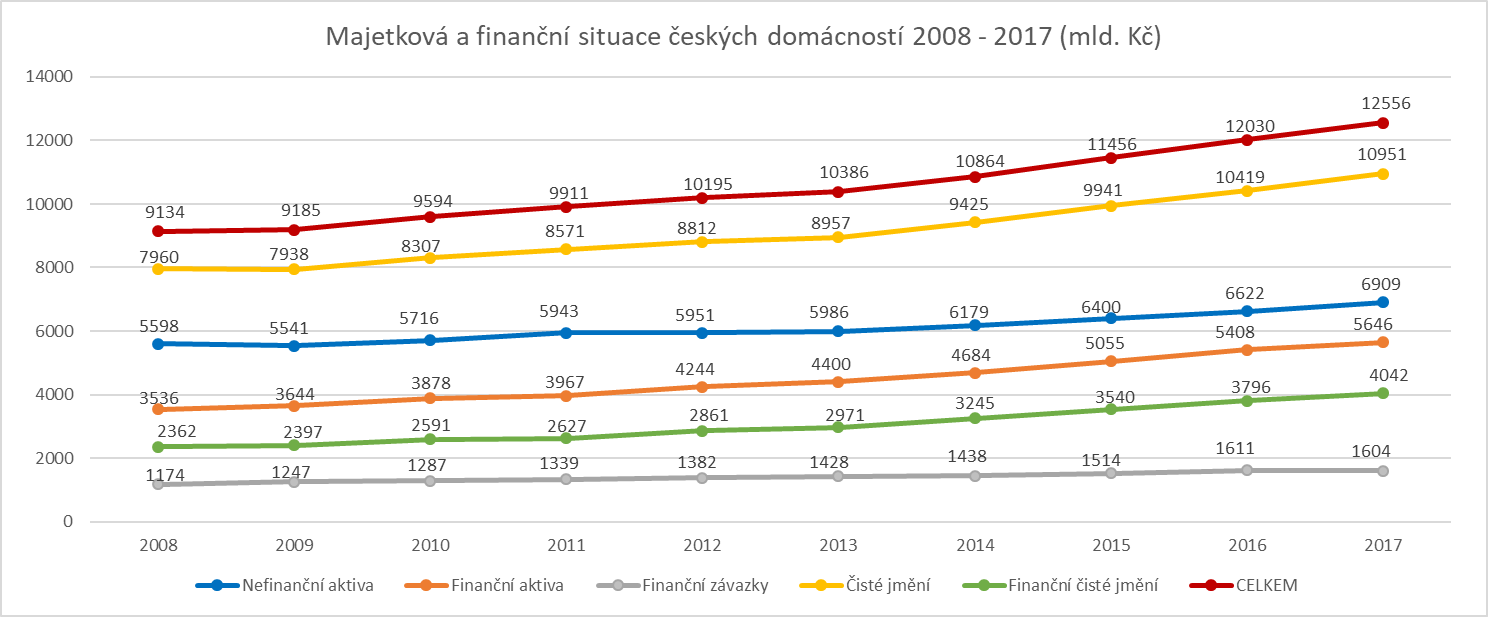 Majetková a finanční situace českých domácností 2008 - 2017 (mld. Kč)
14000
12000
10000
8000
6000
4000
2000
0
9134 9185 9594 9911 10195 10386 10864 11456 12030 12556
7960 7938 8307 8571 8812 8957 9425 9941 10419 10951
5598 5541 5716 5943 5951 5986 6179 6400 6622 6909
3536 3644 3878 3967 4244 4400 4684 5055 5408 5646
2362 2397 2591 2627 2861 2971 3245 3540 3796 4042
1174 1247 1287 1339 1382 1428 1438 1514 1611 1604
2008 2009 2010 2011 2012 2013 2014 2015 2016 2017
Nefinanční aktiva Finanční aktiva Finanční závazky Čisté jmění Finanční čisté jmění CELKEM